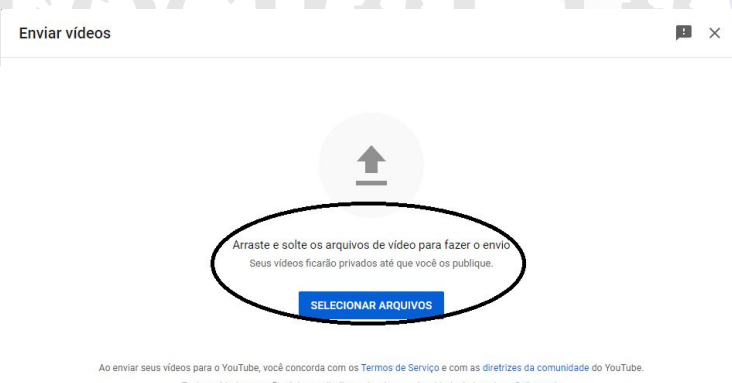 Enviar vídeos
Arraste e solte os arquivos de vídeo para fazer o envio
Seus vídeos ficarão privados até que você os publique.
SELECIONAR ARQUIVOS
Ao enviar seus vídeos para o YouTube, você concorda com os Termos de Serviço e com as diretrizes da comunidade do YouTube.